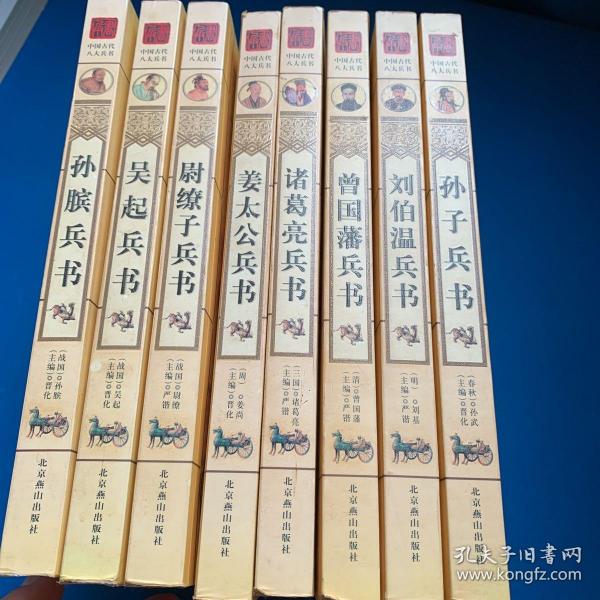 中国古代
八大兵书
孙膑兵书
(战国)○孙膑
(主编)○晋化
北京燕山出版社
中国古代
八大兵书
吴起兵书
(战国)○吴起
(主编)○晋化
北京燕山出版社
中国古代
八大兵书
尉缭子兵书
(战国)○尉缭
(主编)○严锴
北京燕山出版社
中国古代
八大兵书
姜太公兵书
(周)○姜尚
(主编)○晋化
北京燕山出版社
中国古代
八大兵书
诸葛亮兵书
(三国)○诸葛亮
(主编)○严锴
北京燕山出版社
中国古代
八大兵书
曾国藩兵书
(清)○曾国藩
(主编)○严锴
北京燕山出版社
中国古代
八大兵书
刘伯温兵书
(明)○刘基
(主编)○严锴
北京燕山出版社
中国古代
八大兵书
孙子兵书
(春秋)○孙武
(主编)○晋化
北京燕山出版社
孔夫子旧书网
www.kongfz.com